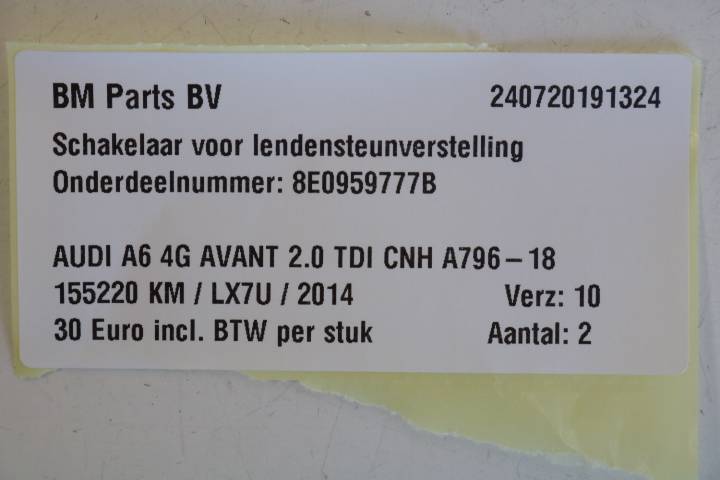 BM Parts BV 240720191324
Schakelaar voor lendensteunverstelling
Onderdeelnummer: 8E0959777B
AUDI A6 4G AVANT 2.0 TDI CNH A796 – 18
155220 KM / LX7U / 2014 Verz: 10
30 Euro incl. BTW per stuk Aantal: 2